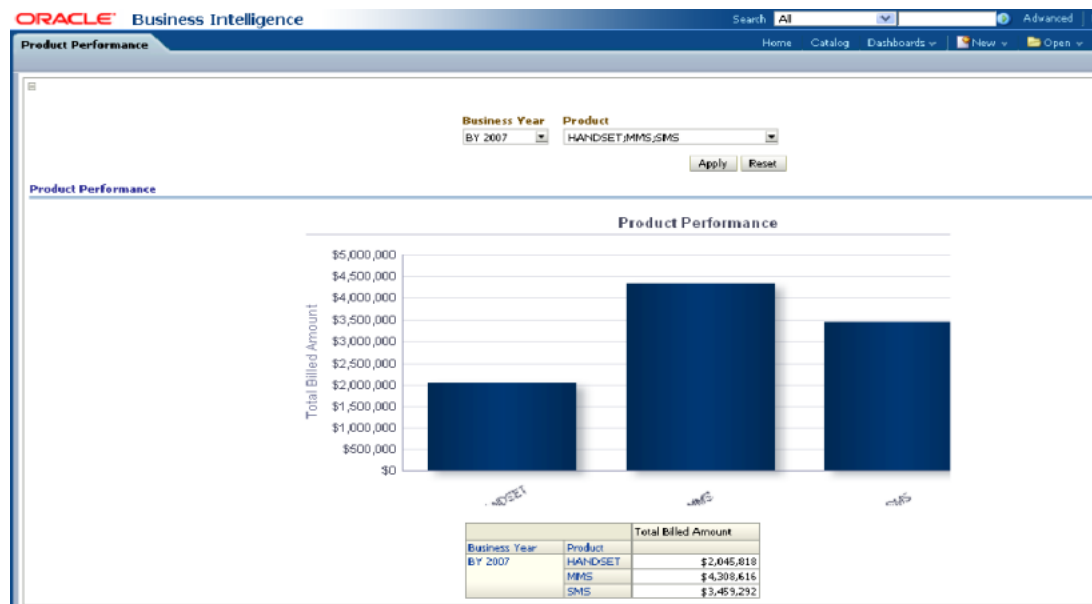 ORACLE Business Intelligence
Search All Advanced
Product Performance
Home Catalog Dashboards New Open
Business Year Product
BY 2007 HANDSET;MMS;SMS
Apply Reset
Product Performance
Product Performance
Total Billed Amount
$5,000,000
$4,500,000
$4,000,000
$3,500,000
$3,000,000
$2,500,000
$2,000,000
$1,500,000
$1,000,000
$500,000
$0
NDSET MMS SMS
Total Billed Amount
Business Year Product
BY 2007 HANDSET $2,045,818
MMS $4,308,616
SMS $3,459,292